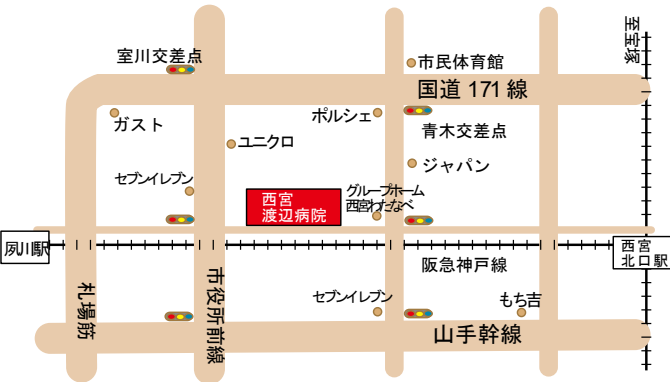 室川交差点
市民体育館
至宝塚
国道 171 線
ガスト
ポルシェ
青木交差点
ユニクロ
ジャパン
セブンイレブン
西宮
渡辺病院
グループホーム
西宮わたなべ
夙川駅
西宮
北口駅
阪急神戸線
札場筋
市役所前線
セブンイレブン
もち吉
山手幹線